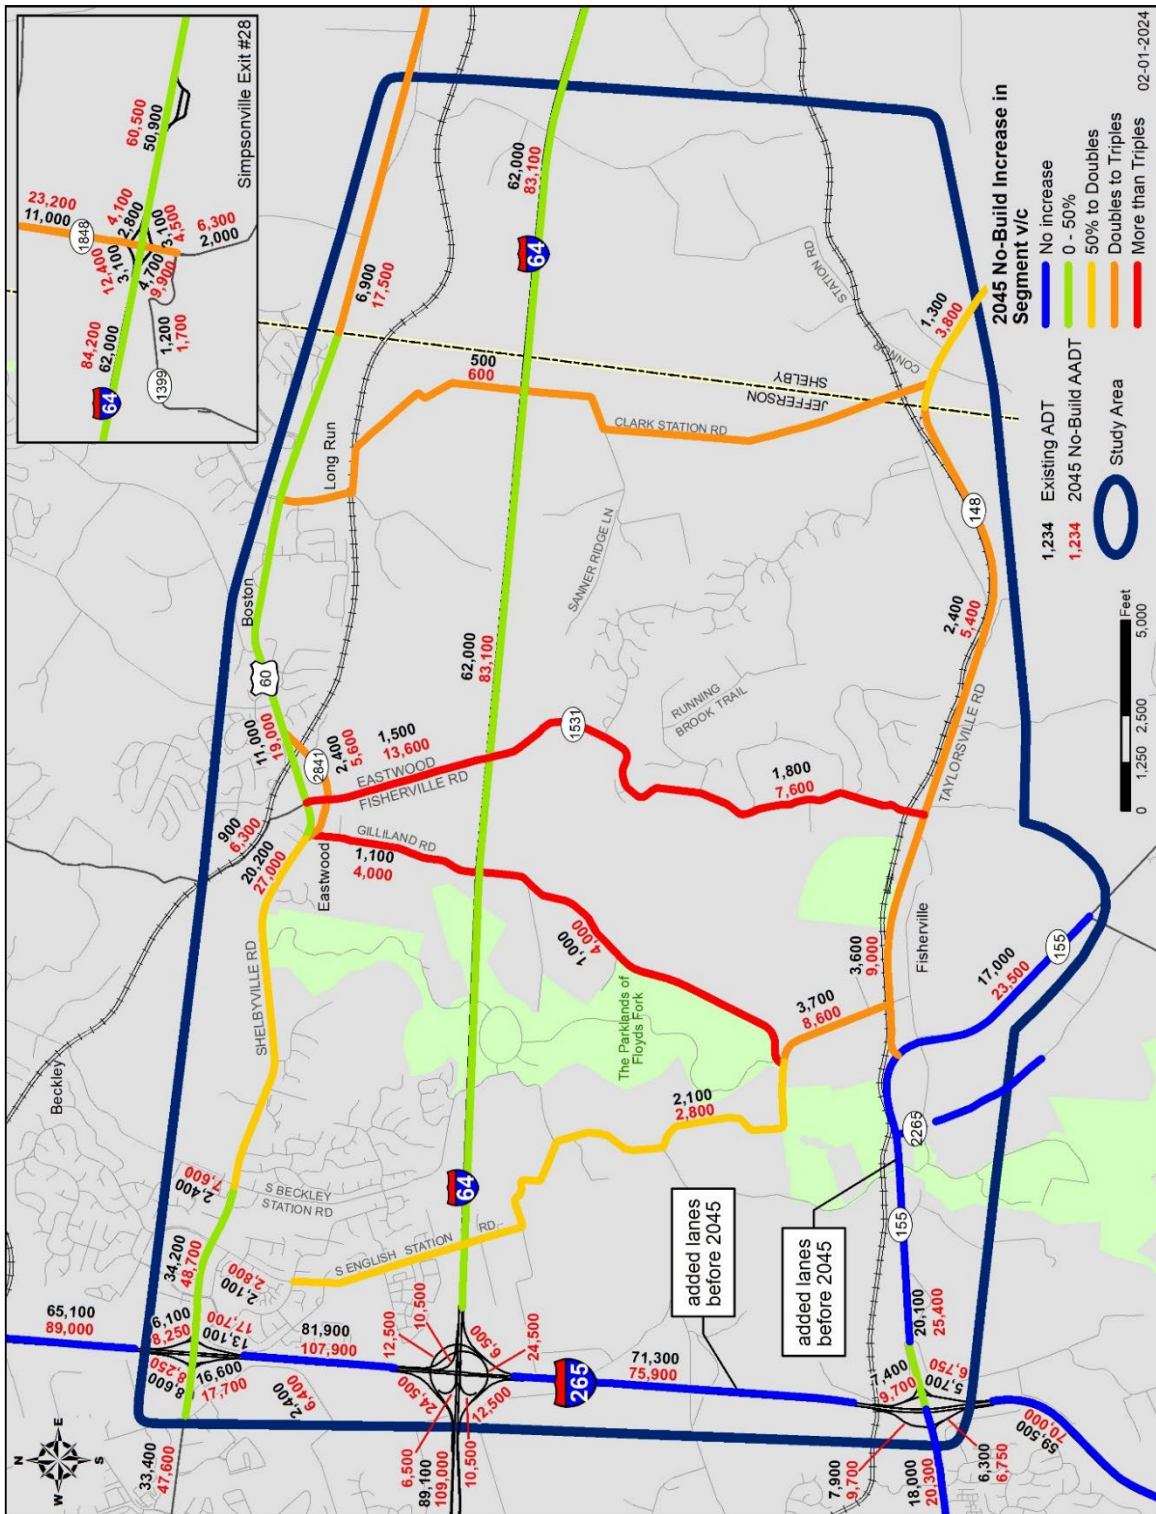 Simpsonville Exit #28
23,200
11,000
1848
60,500
50,900
4,100
2,800
12,400
3,100
3,100
4,500
4,700
9,900
6,300
2,000
84,200
62,000
64
1,200
1,700
1399
N
W
E
S
33,400
47,600
65,100
89,000
6,100
8,250
8,600
8,250
17,700
13,100
16,600
17,700
2,400
6,400
34,200
48,700
2,100
2,800
2,400
7,600
S BECKLEY
STATION RD
Beckley
SHELBYVILLE RD
20,200
27,000
900
6,300
Eastwood
11,000
19,000
60
Boston
2841
2,400
5,600
Long Run
6,900
17,500
81,900
107,900
12,500
10,500
6,500
24,500
24,500
12,500
6,500
10,500
89,100
109,000
S ENGLISH STATION RD
64
GILLILAND RD
1,100
4,000
1,500
13,600
EASTWOOD
FISHERVILLE RD
62,000
83,100
500
600
64
62,000
83,100
265
71,300
75,900
1,000
4,000
The Parklands of
Floyds Fork
1531
SANNER RIDGE LN
CLARK STATION RD
JEFFERSON
SHELBY
STATION RD
CONNOR
added lanes
before 2045
2,100
2,800
3,700
8,600
RUNNING
BROOK TRAIL
1,800
7,600
added lanes
before 2045
155
2265
3,600
9,000
Fisherville
TAYLORSVILLE RD
2,400
5,400
148
1,300
3,800
7,900
9,700
18,000
20,300
9,700
6,750
5,700
6,300
6,750
59,500
70,000
20,100
25,400
17,000
23,500
155
0
1,250
2,500
5,000
Feet
1,234
Existing ADT
1,234
2045 No-Build AADT
Study Area
2045 No-Build Increase in
Segment v/c
No increase
0 - 50%
50% to Doubles
Doubles to Triples
More than Triples
02-01-2024